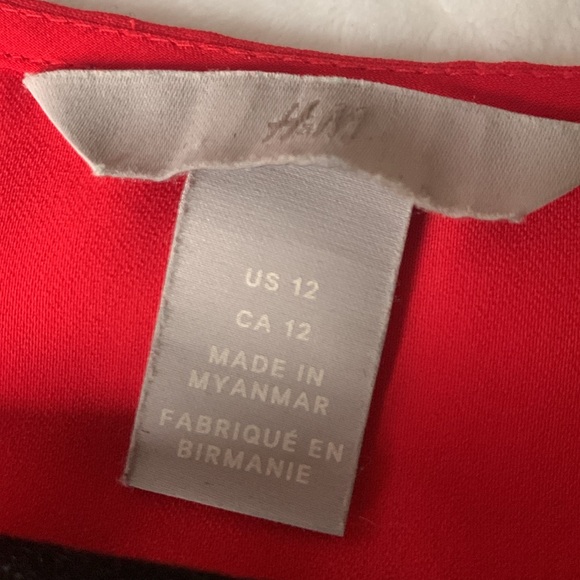 H&M
US 12
CA 12
MADE IN
MYANMAR
FABRIQUÉ EN
BIRMANIE